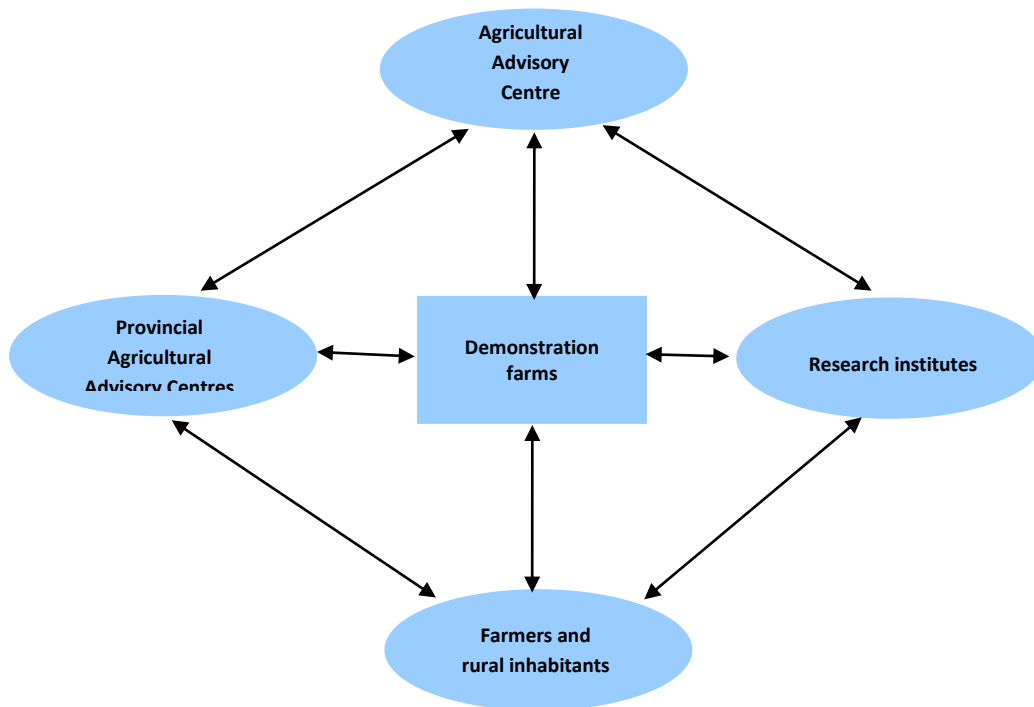 Agricultural
Advisory
Centre
Provincial
Agricultural
Advisory Centres
Demonstration
farms
Research institutes
Farmers and
rural inhabitants